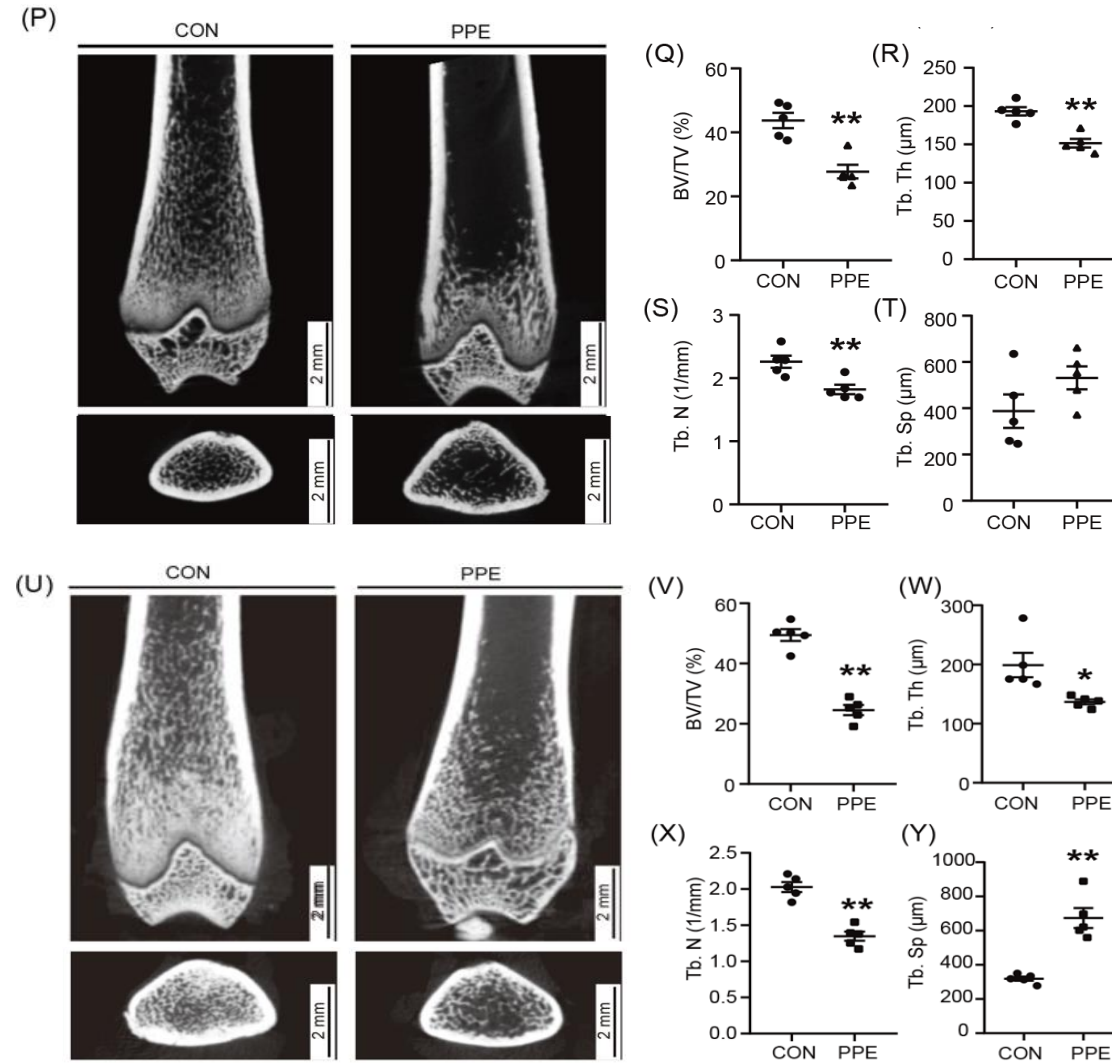 (P)
CON
PPE
2 mm
2 mm
2 mm
2 mm
(Q)
BV/TV (%)
60
40
20
0
**
CON
PPE
(R)
Tb. Th (µm)
250
200
150
100
50
0
**
CON
PPE
(S)
Tb. N (1/mm)
3
2
1
0
**
CON
PPE
(T)
Tb. Sp (µm)
800
600
400
200
0
CON
PPE
(U)
CON
PPE
2 mm
2 mm
2 mm
2 mm
(V)
BV/TV (%)
60
40
20
0
**
CON
PPE
(W)
Tb. Th (µm)
300
200
100
0
*
CON
PPE
(X)
Tb. N (1/mm)
2.5
2.0
1.5
1.0
0.5
0.0
**
CON
PPE
(Y)
Tb. Sp (µm)
1000
800
600
400
200
0
**
CON
PPE